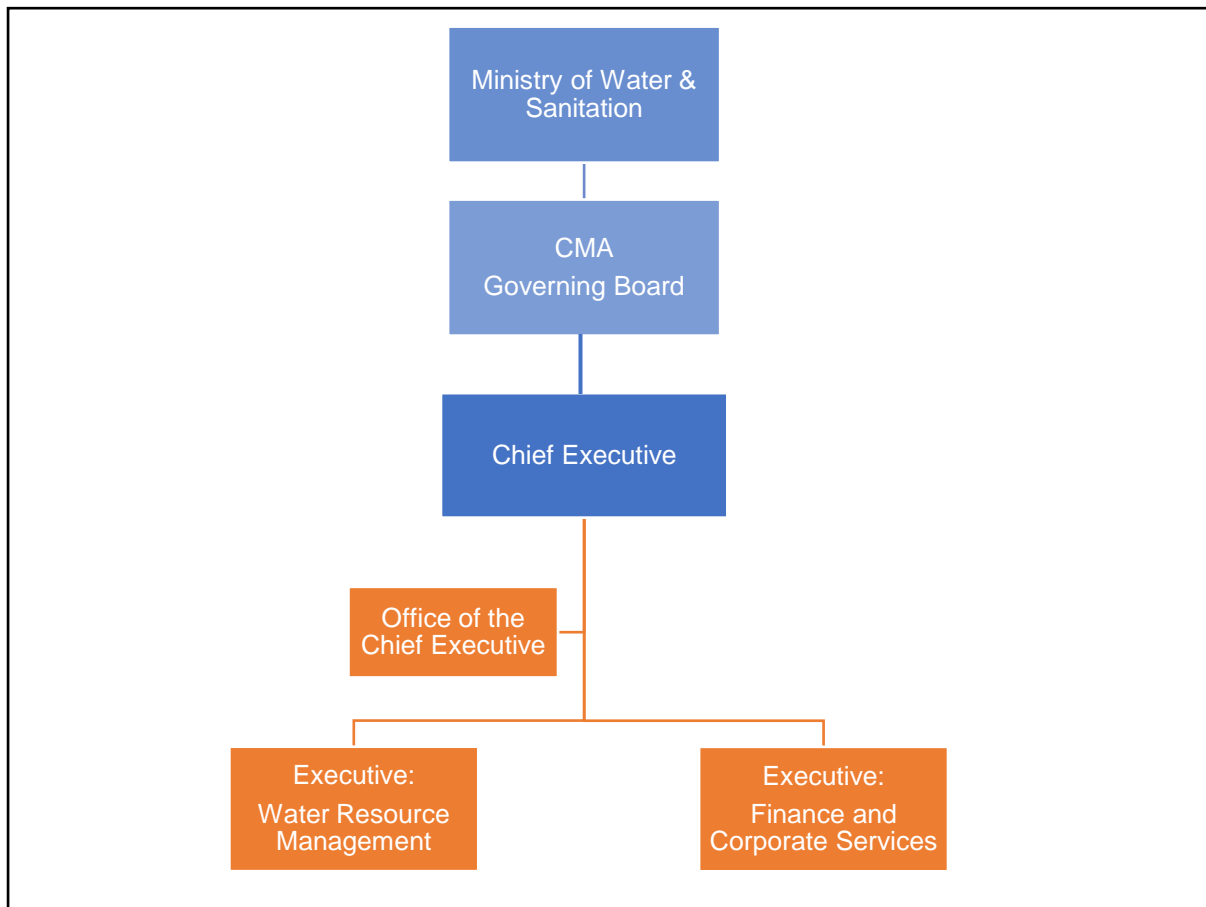 Ministry of Water &
Sanitation
CMA
Governing Board
Chief Executive
Office of the
Chief Executive
Executive:
Water Resource
Management
Executive:
Finance and
Corporate Services